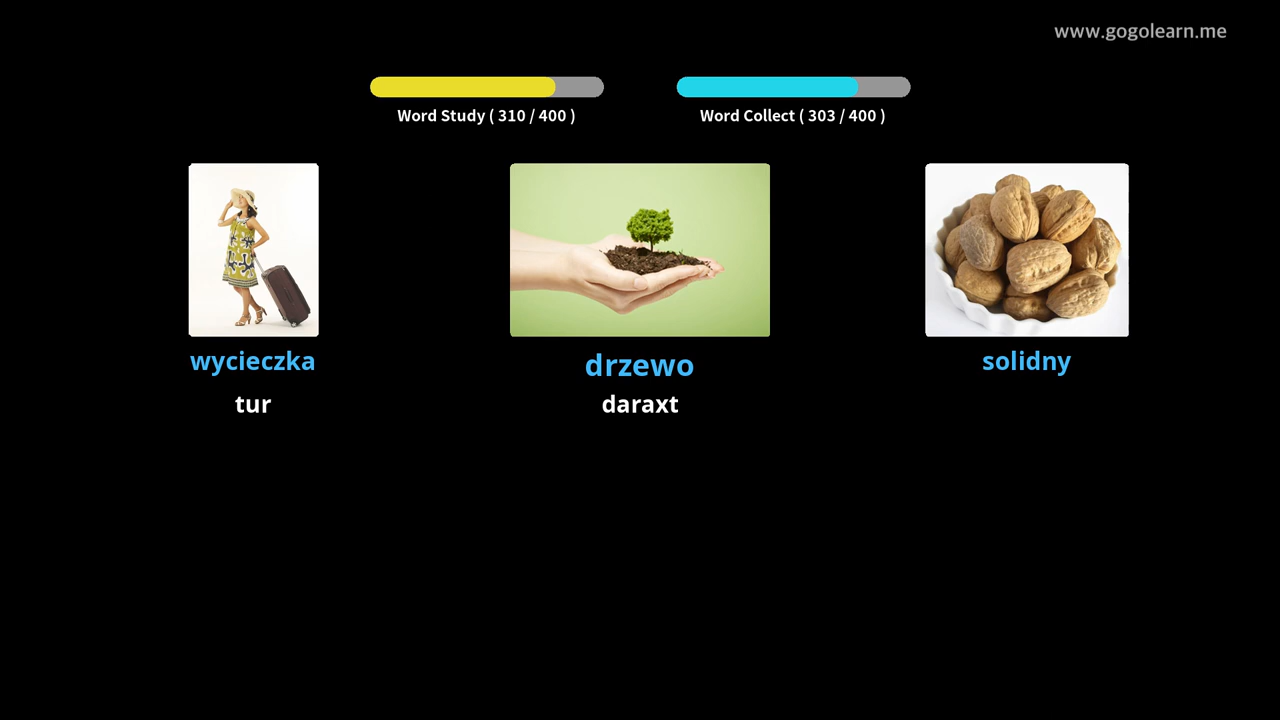 www.gogolearn.me
Word Study ( 310 / 400 )
Word Collect ( 303 / 400 )
wycieczka
tur
drzewo
daraxt
solidny